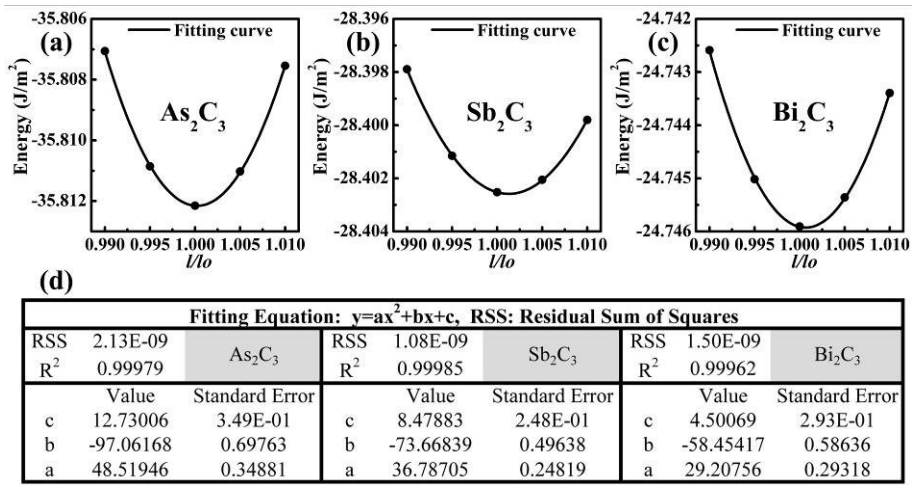 (a)
Fitting curve
As₂C₃
Energy (J/m²)
-35.806
-35.808
-35.810
-35.812
0.990 0.995 1.000 1.005 1.010
l/lo
(b)
Fitting curve
Sb₂C₃
Energy (J/m²)
-28.396
-28.398
-28.400
-28.402
-28.404
0.990 0.995 1.000 1.005 1.010
l/lo
(c)
Fitting curve
Bi₂C₃
Energy (J/m²)
-24.742
-24.743
-24.744
-24.745
-24.746
0.990 0.995 1.000 1.005 1.010
l/lo
(d)
Fitting Equation: y=ax²+bx+c, RSS: Residual Sum of Squares
RSS 2.13E-09 As₂C₃ RSS 1.08E-09 Sb₂C₃ RSS 1.50E-09 Bi₂C₃
R² 0.99979 R² 0.99985 R² 0.99962
Value Standard Error Value Standard Error Value Standard Error
c 12.73006 3.49E-01 c 8.47883 2.48E-01 c 4.50069 2.93E-01
b -97.06168 0.69763 b -73.66839 0.49638 b -58.45417 0.58636
a 48.51946 0.34881 a 36.78705 0.24819 a 29.20756 0.29318